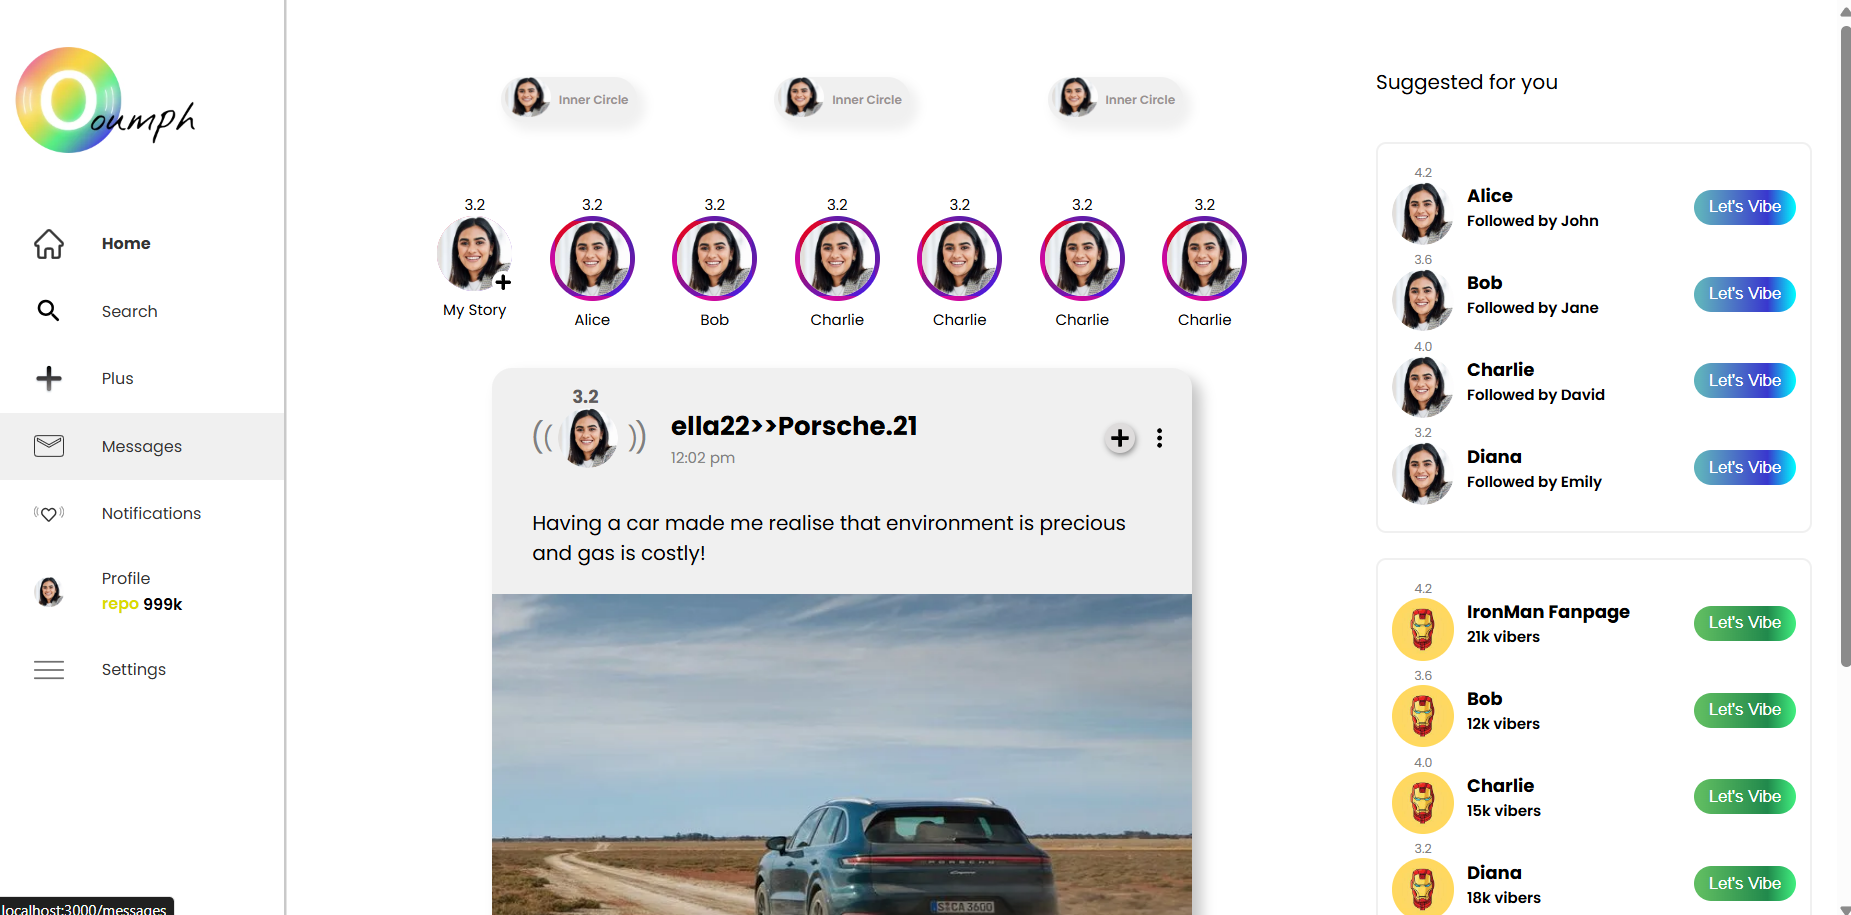 Ooumph
Home
Search
Plus
Messages
Notifications
Profile
repo 999k
Settings
localhost:3000/messages
Inner Circle
Inner Circle
Inner Circle
3.2
My Story
3.2
Alice
3.2
Bob
3.2
Charlie
3.2
Charlie
3.2
Charlie
3.2
Charlie
3.2
ella22>>Porsche.21
12:02 pm
Having a car made me realise that environment is precious
and gas is costly!
PORSCHE
Cayenne
S:CA 3600
Suggested for you
4.2
Alice
Followed by John
Let's Vibe
3.6
Bob
Followed by Jane
Let's Vibe
4.0
Charlie
Followed by David
Let's Vibe
3.2
Diana
Followed by Emily
Let's Vibe
4.2
IronMan Fanpage
21k vibers
Let's Vibe
3.6
Bob
12k vibers
Let's Vibe
4.0
Charlie
15k vibers
Let's Vibe
3.2
Diana
18k vibers
Let's Vibe